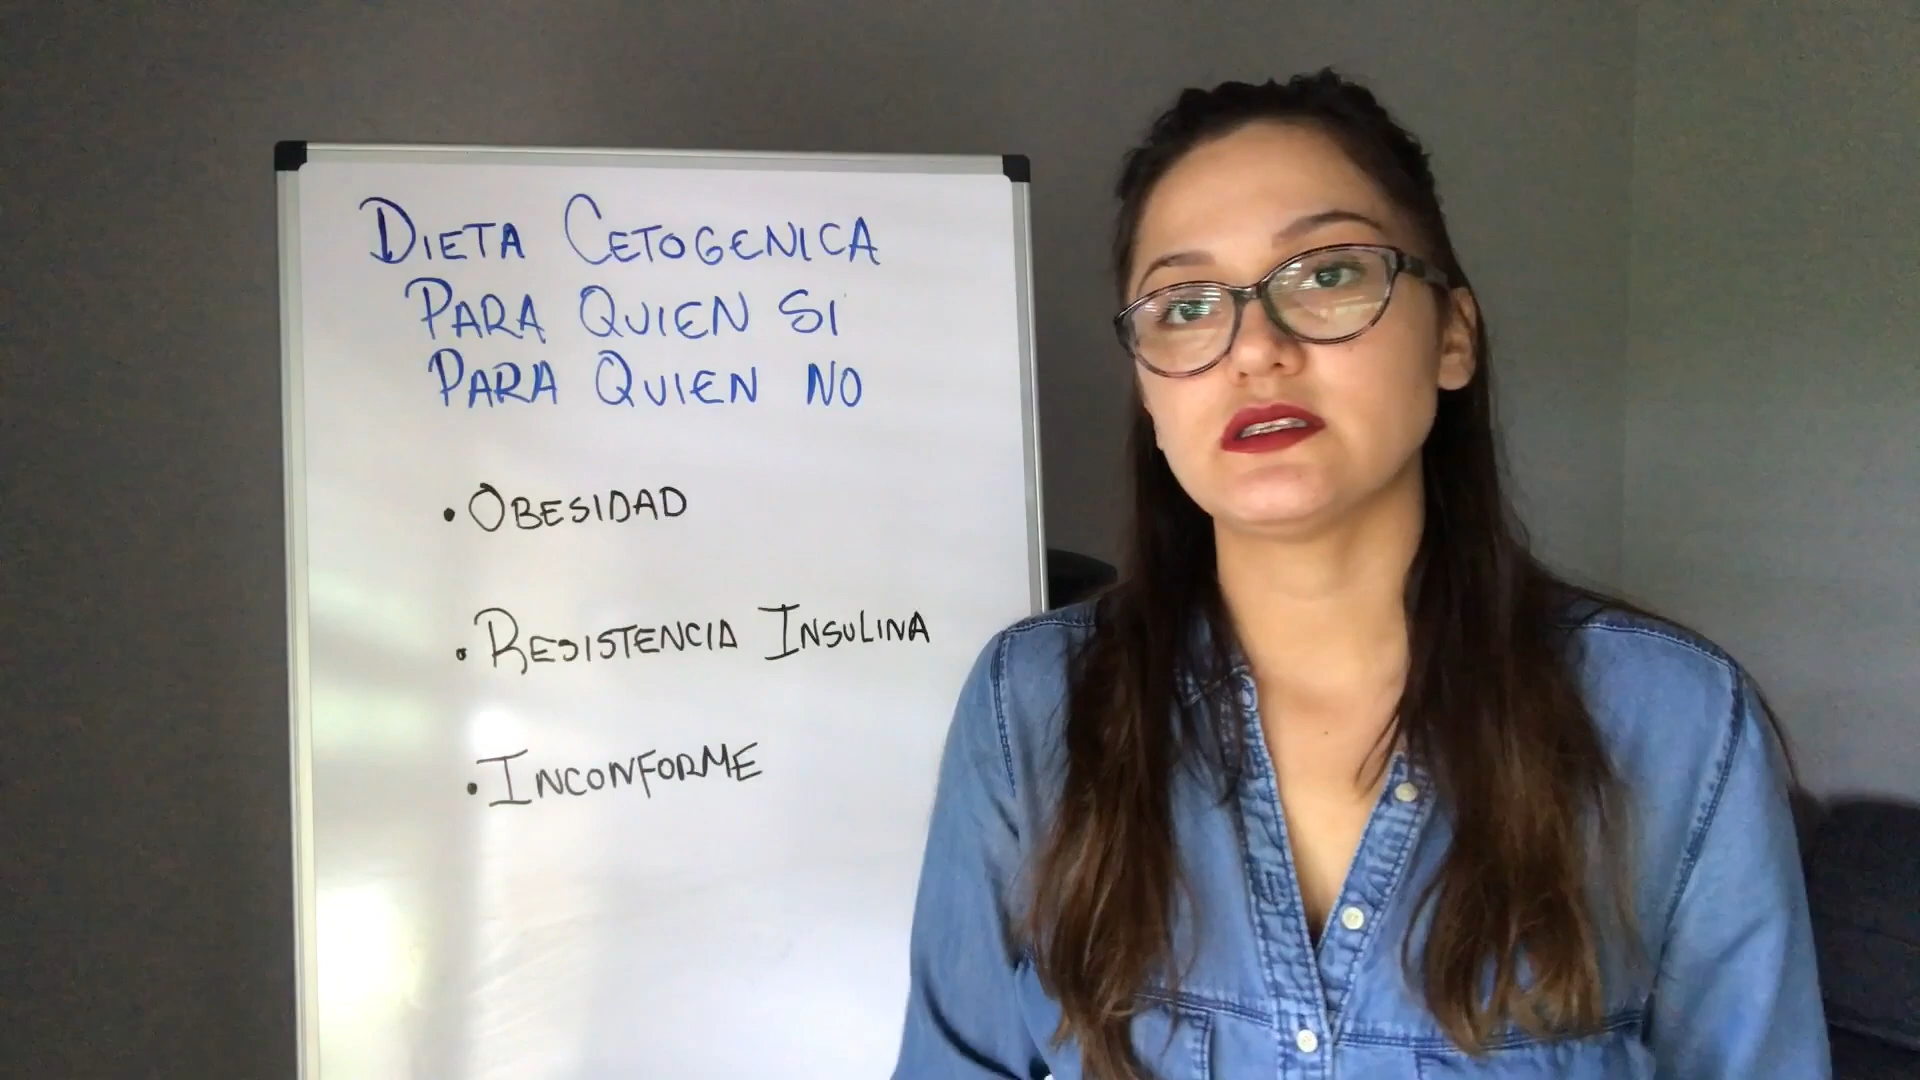 DIETA CETOGENICA
PARA QUIEN SI
PARA QUIEN NO
• OBESIDAD
• RESISTENCIA INSULINA
• INCONFORME